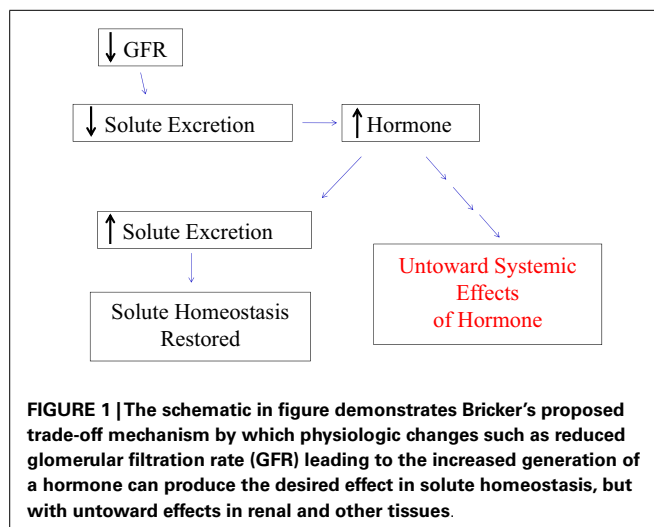 ↓ GFR
↓ Solute Excretion
↑ Hormone
↑ Solute Excretion
Solute Homeostasis
Restored
Untoward Systemic
Effects
of Hormone
FIGURE 1 | The schematic in figure demonstrates Bricker's proposed
trade-off mechanism by which physiologic changes such as reduced
glomerular filtration rate (GFR) leading to the increased generation of
a hormone can produce the desired effect in solute homeostasis, but
with untoward effects in renal and other tissues.